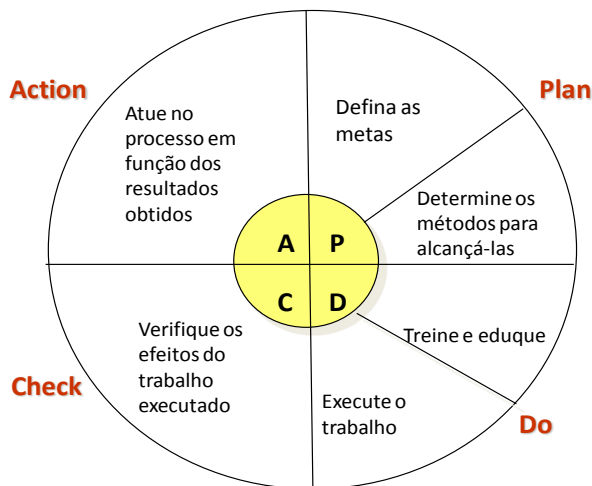 Action
Plan
Atue no
processo em
função dos
resultados
obtidos
Defina as
metas
Determine os
métodos para
alcançá-las
A P
C D
Treine e eduque
Verifique os
efeitos do
trabalho
executado
Execute o
trabalho
Check
Do